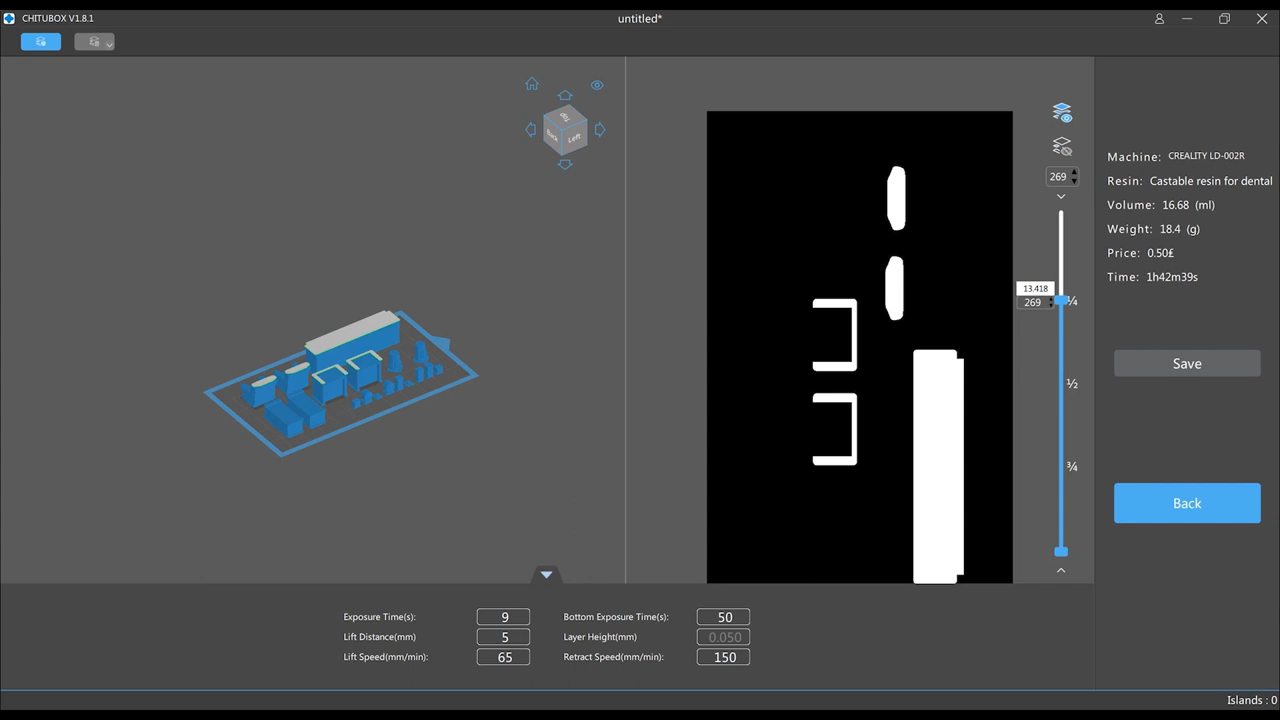 CHITUBOX V1.8.1
untitled*
Top
Back
Left
269
13.418
269
¼
½
¾
Machine: CREALITY LD-002R
Resin: Castable resin for dental
Volume: 16.68 (ml)
Weight: 18.4 (g)
Price: 0.50£
Time: 1h42m39s
Save
Back
Exposure Time(s): 9
Bottom Exposure Time(s): 50
Lift Distance(mm) 5
Layer Height(mm) 0.050
Lift Speed(mm/min): 65
Retract Speed(mm/min): 150
Islands : 0